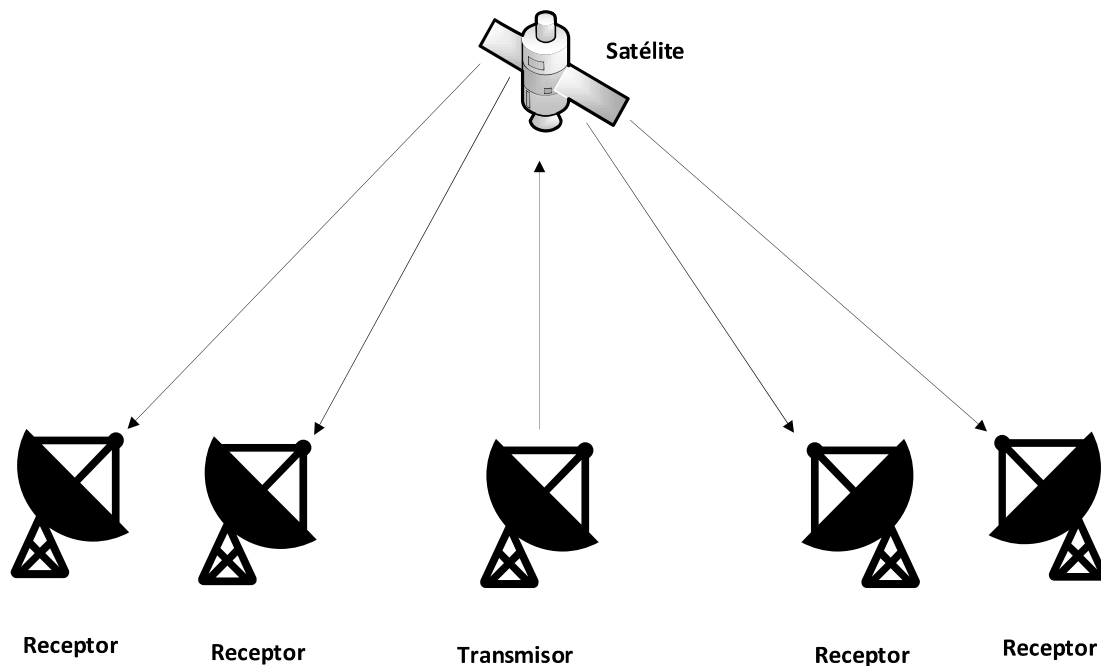 Satélite
Receptor
Receptor
Transmisor
Receptor
Receptor